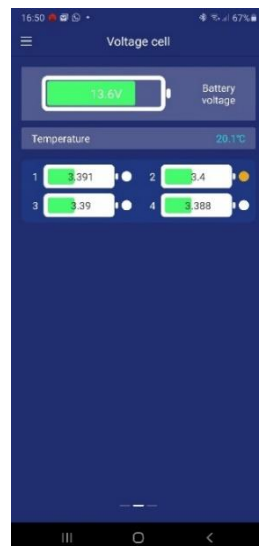 16:50 67%
Voltage cell
13.6V
Battery
voltage
Temperature 20.1°C
1 3.391 2 3.4
3 3.39 4 3.388